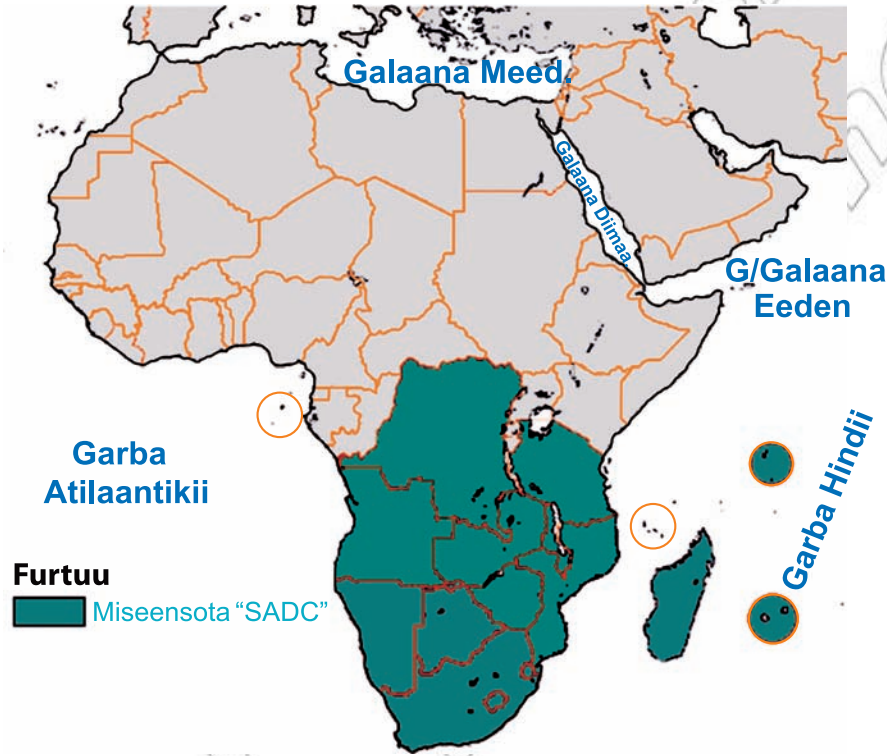 Galaana Meed.
Galaana Diimaa
G/Galaana
Eeden
Garba
Atilaantikii
Garba Hindii
Furtuu
Miseensota “SADC”